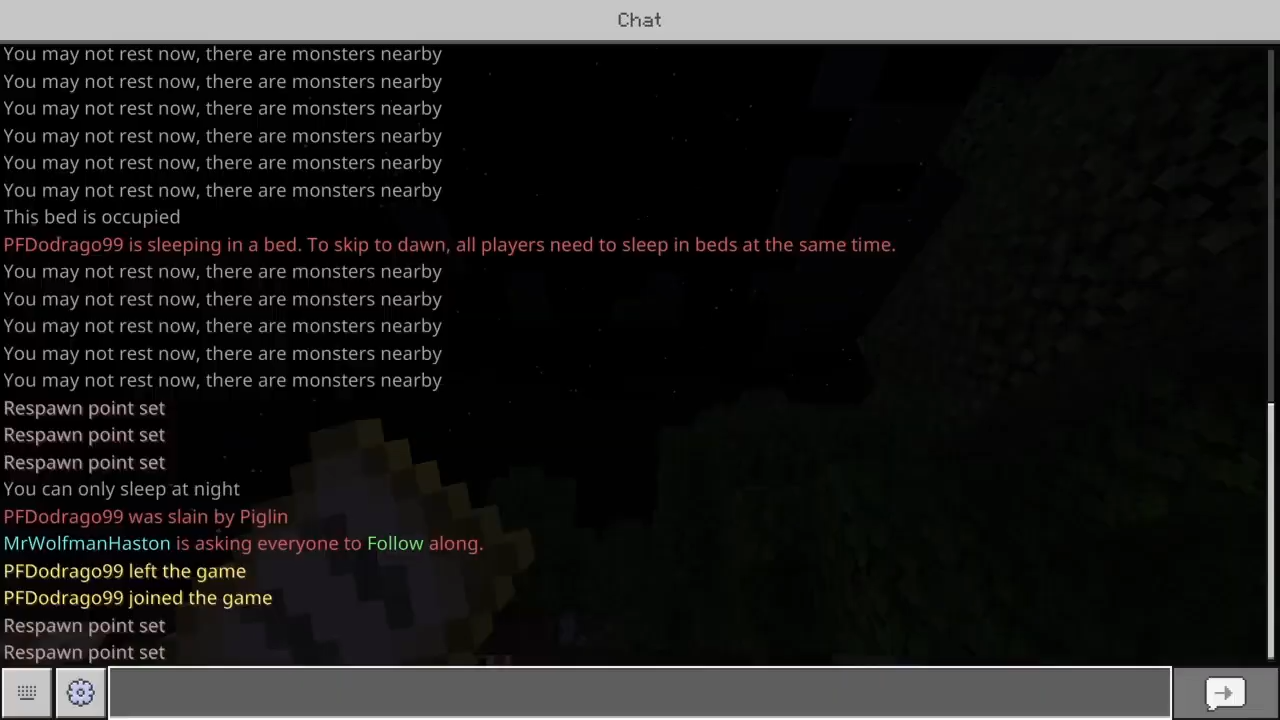 Chat
You may not rest now, there are monsters nearby
You may not rest now, there are monsters nearby
You may not rest now, there are monsters nearby
You may not rest now, there are monsters nearby
You may not rest now, there are monsters nearby
You may not rest now, there are monsters nearby
This bed is occupied
PFDodrago99 is sleeping in a bed. To skip to dawn, all players need to sleep in beds at the same time.
You may not rest now, there are monsters nearby
You may not rest now, there are monsters nearby
You may not rest now, there are monsters nearby
You may not rest now, there are monsters nearby
You may not rest now, there are monsters nearby
Respawn point set
Respawn point set
Respawn point set
You can only sleep at night
PFDodrago99 was slain by Piglin
MrWolfmanHaston is asking everyone to Follow along.
PFDodrago99 left the game
PFDodrago99 joined the game
Respawn point set
Respawn point set